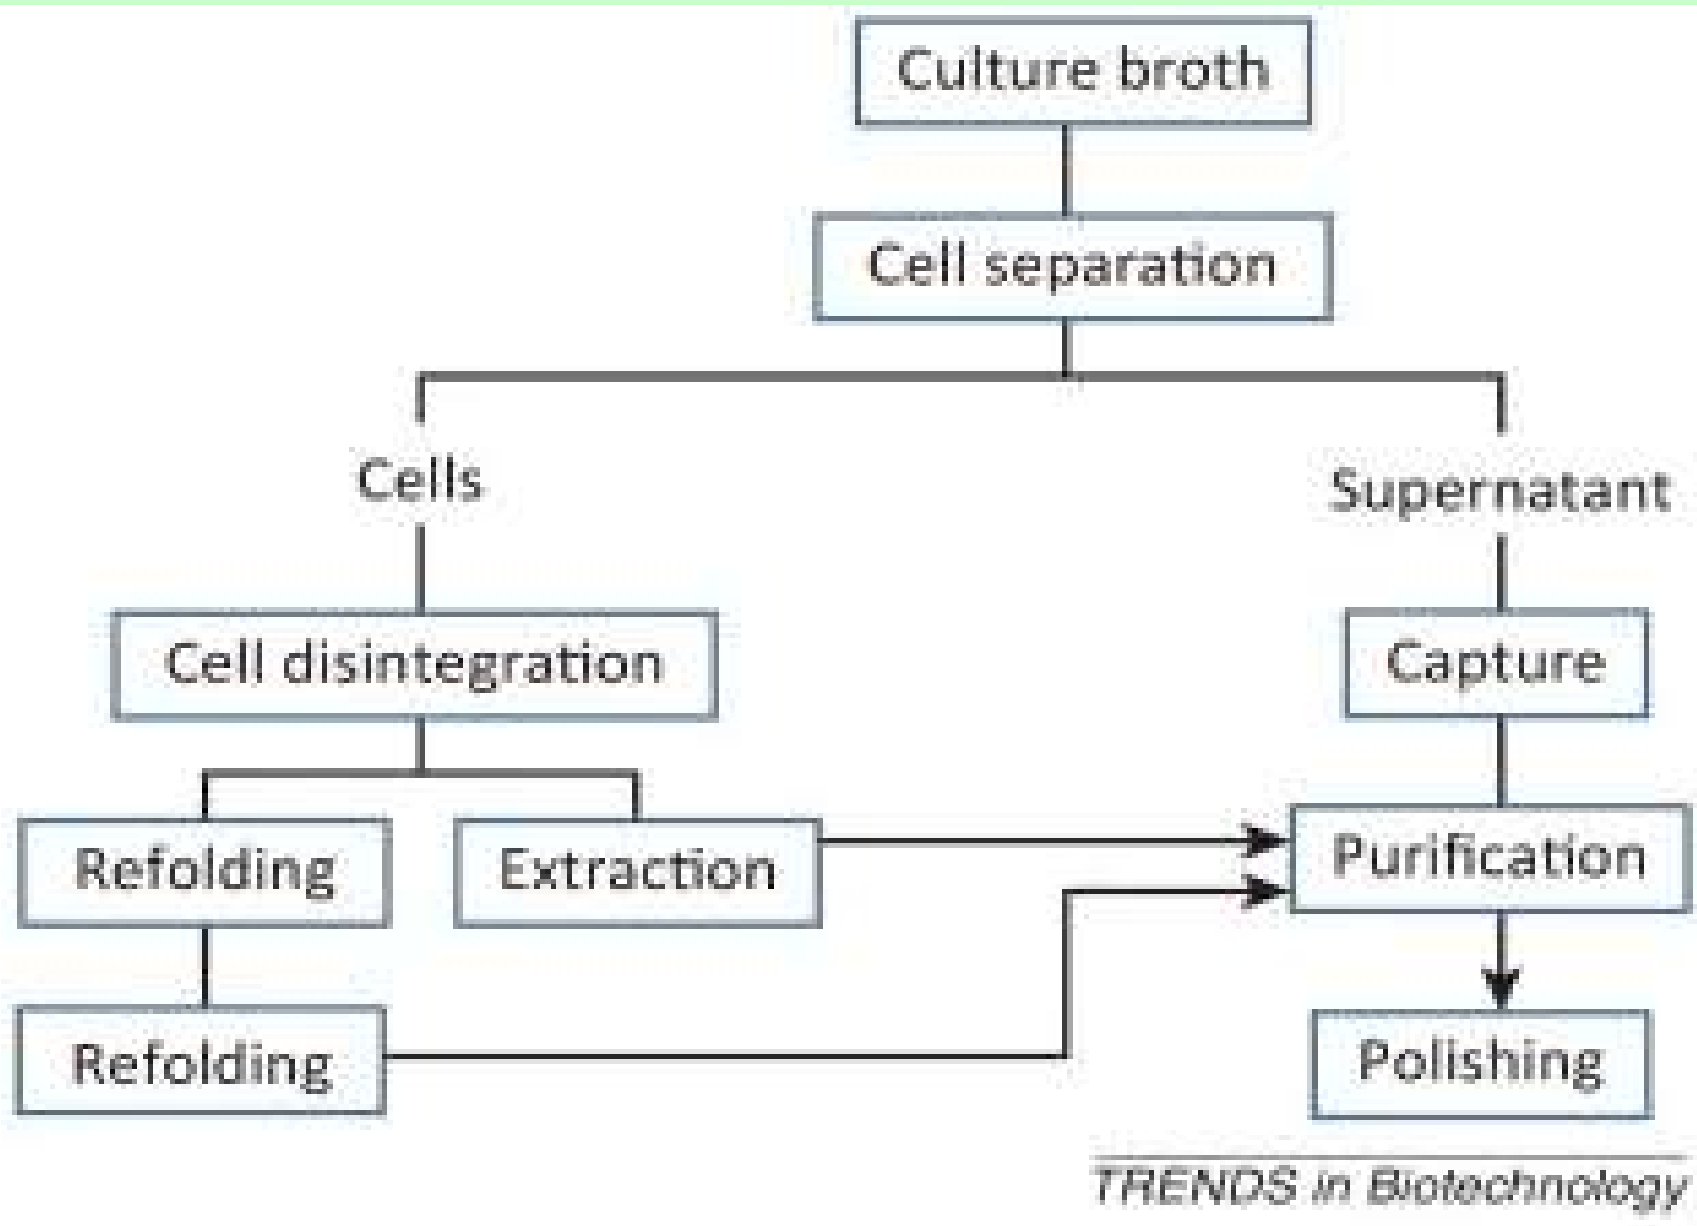 Culture broth
Cell separation
Cells
Supernatant
Cell disintegration
Capture
Refolding
Extraction
Purification
Refolding
Polishing
TRENDS in Biotechnology